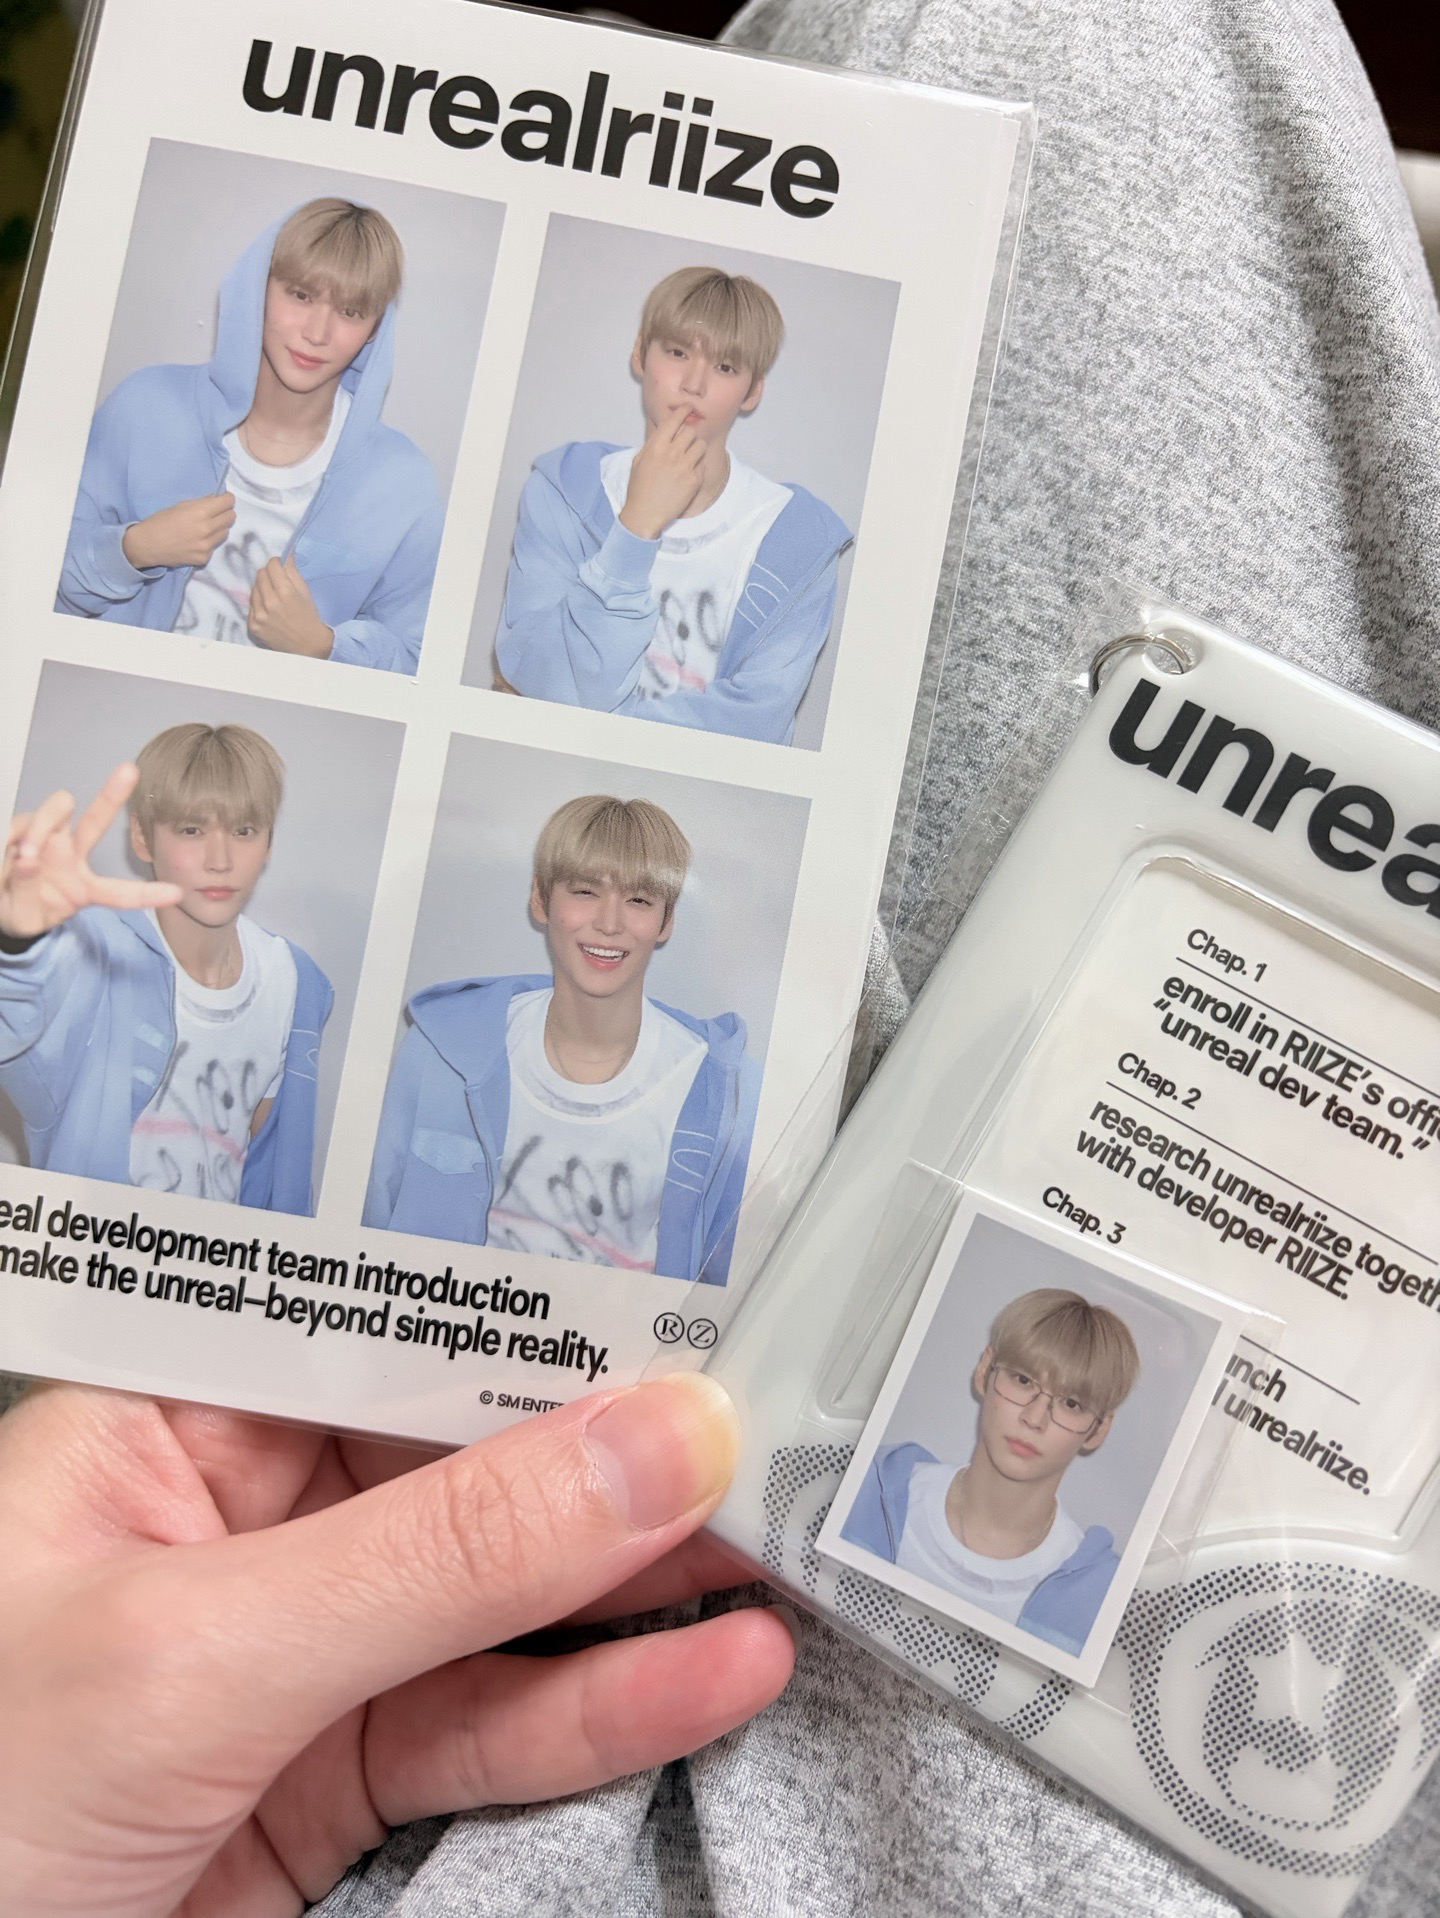 unrealriize
eal development team introduction
make the unreal–beyond simple reality.
Ⓡ Ⓩ
© SM ENTE
unrea
Chap. 1
enroll in RIIZE's offi
“unreal dev team.”
Chap. 2
research unrealriize togeth
with developer RIIZE.
Chap. 3
unch
l unrealriize.